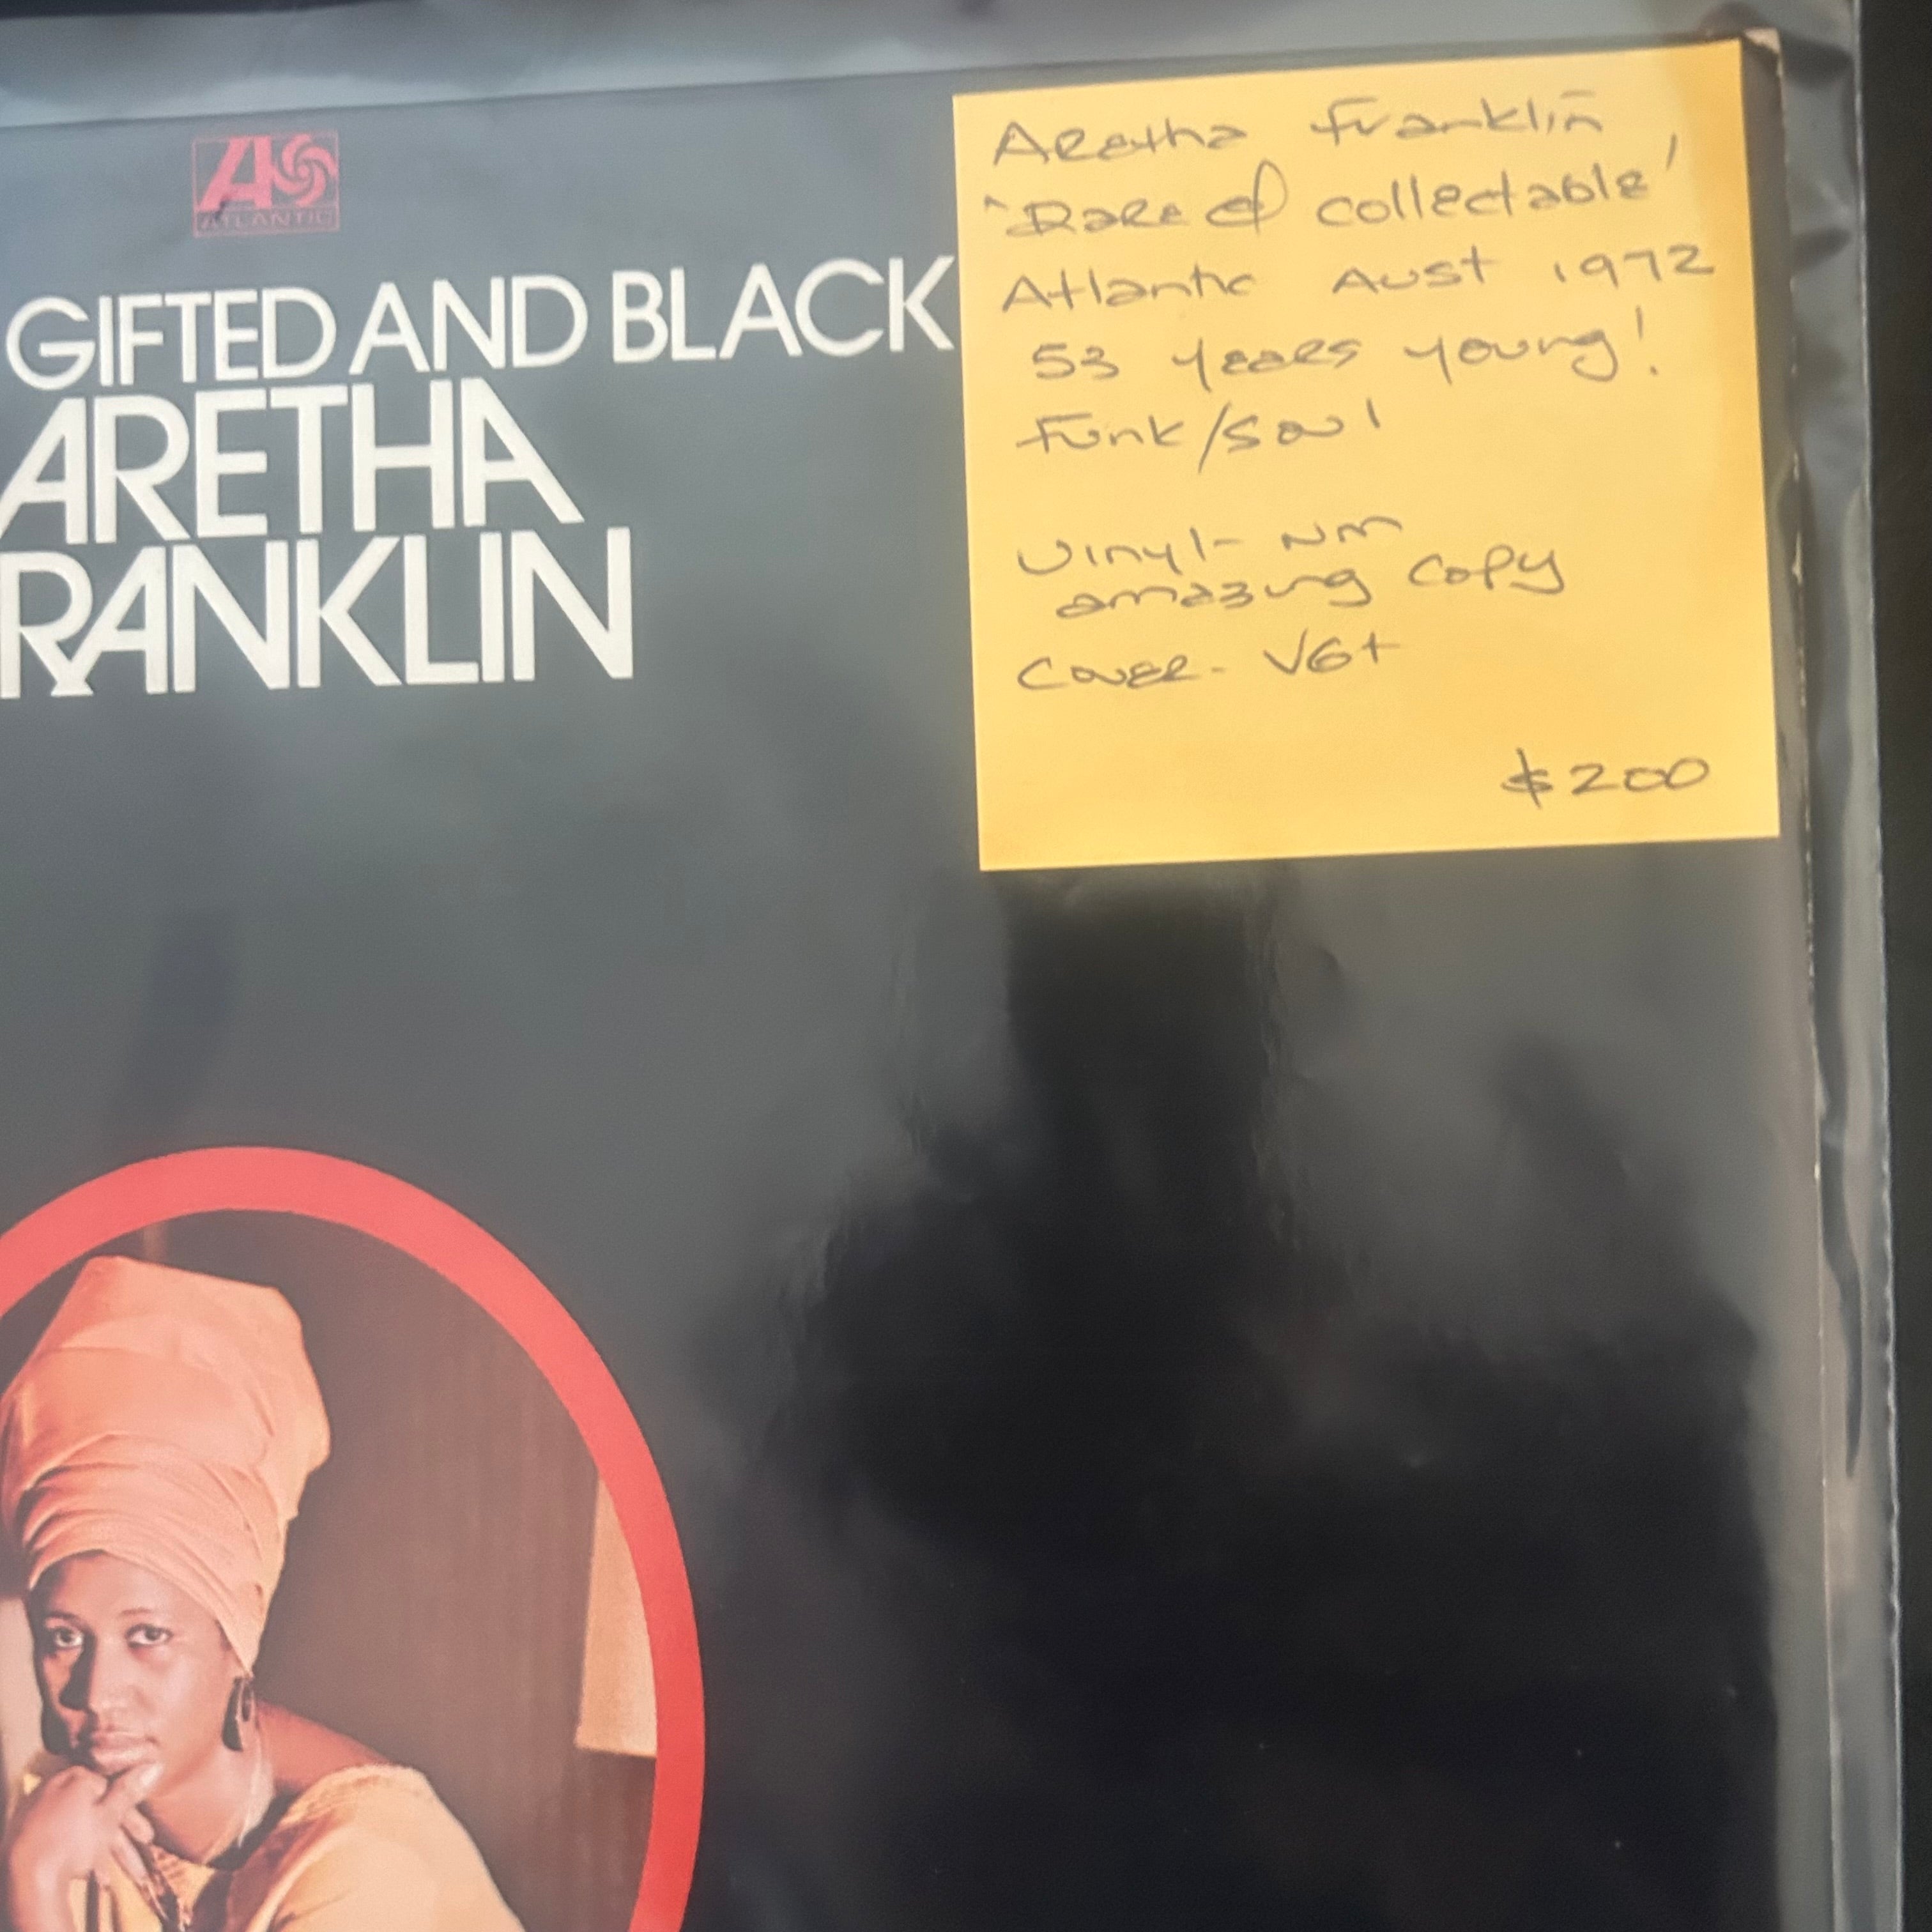 ATLANTIC
GIFTED AND BLACK
ARETHA
RANKLIN
Aretha Franklin
"Rare & collectable"
Atlantic Aust 1972
53 years young!
Funk/Soul
Vinyl- NM
amazing copy
Cover- VG+
$200